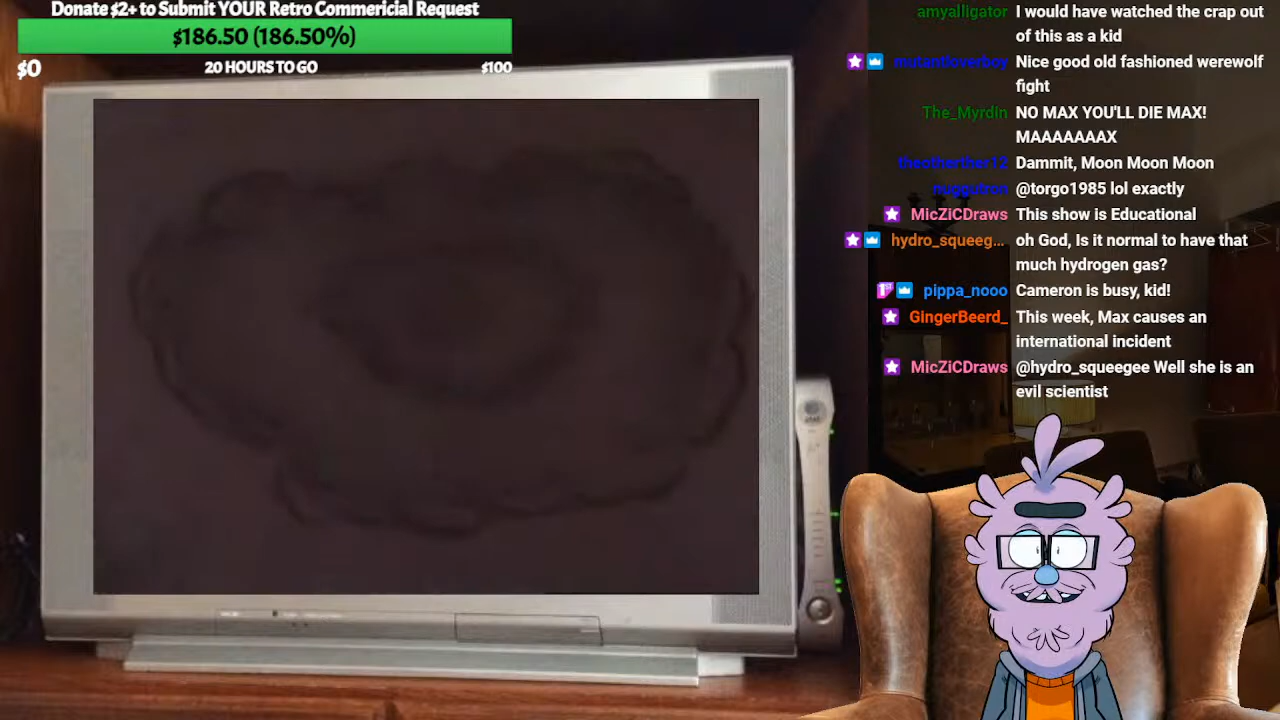 Donate $2+ to Submit YOUR Retro Commericial Request
$186.50 (186.50%)
$0
20 HOURS TO GO
$100
amyalligator I would have watched the crap out
of this as a kid
mutantloverboy Nice good old fashioned werewolf
fight
The_Myrdin NO MAX YOU'LL DIE MAX!
MAAAAAAAX
theotherther12 Dammit, Moon Moon Moon
nuggutron @torgo1985 lol exactly
MicZiCDraws This show is Educational
hydro_squeeg... oh God, Is it normal to have that
much hydrogen gas?
pippa_nooo Cameron is busy, kid!
GingerBeerd_ This week, Max causes an
international incident
MicZiCDraws @hydro_squeegee Well she is an
evil scientist